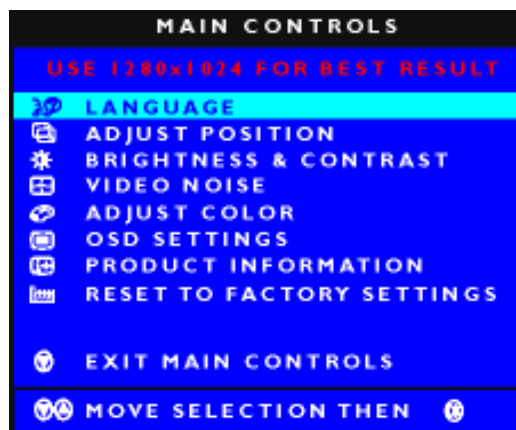 MAIN CONTROLS
USE 1280x1024 FOR BEST RESULT
LANGUAGE
ADJUST POSITION
BRIGHTNESS & CONTRAST
VIDEO NOISE
ADJUST COLOR
OSD SETTINGS
PRODUCT INFORMATION
RESET TO FACTORY SETTINGS
EXIT MAIN CONTROLS
MOVE SELECTION THEN